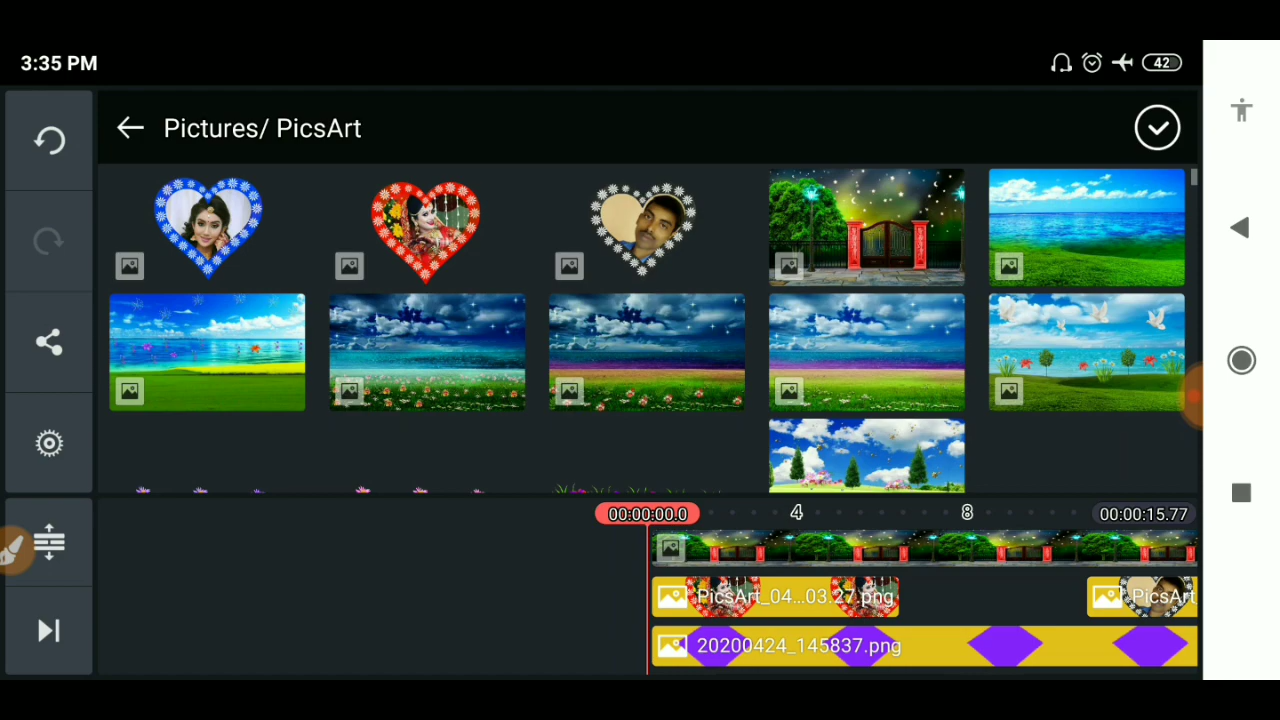 3:35 PM
42
Pictures/ PicsArt
00:00:00.0
4
8
00:00:15.77
PicsArt_04...03.27.png
PicsArt
20200424_145837.png